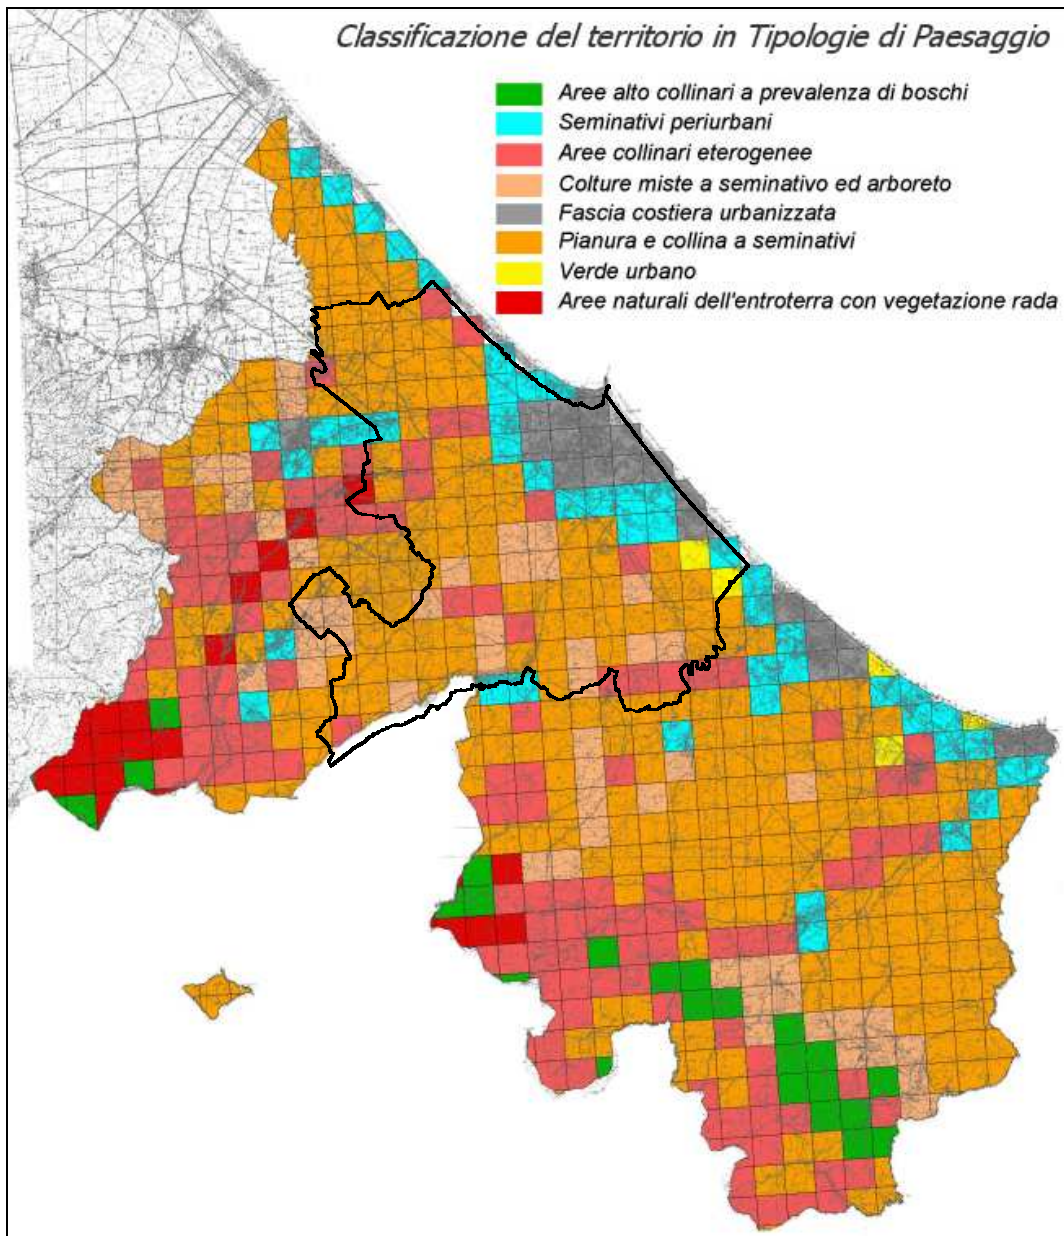 Classificazione del territorio in Tipologie di Paesaggio
Aree alto collinari a prevalenza di boschi
Seminativi periurbani
Aree collinari eterogenee
Colture miste a seminativo ed arboreto
Fascia costiera urbanizzata
Pianura e collina a seminativi
Verde urbano
Aree naturali dell'entroterra con vegetazione rada